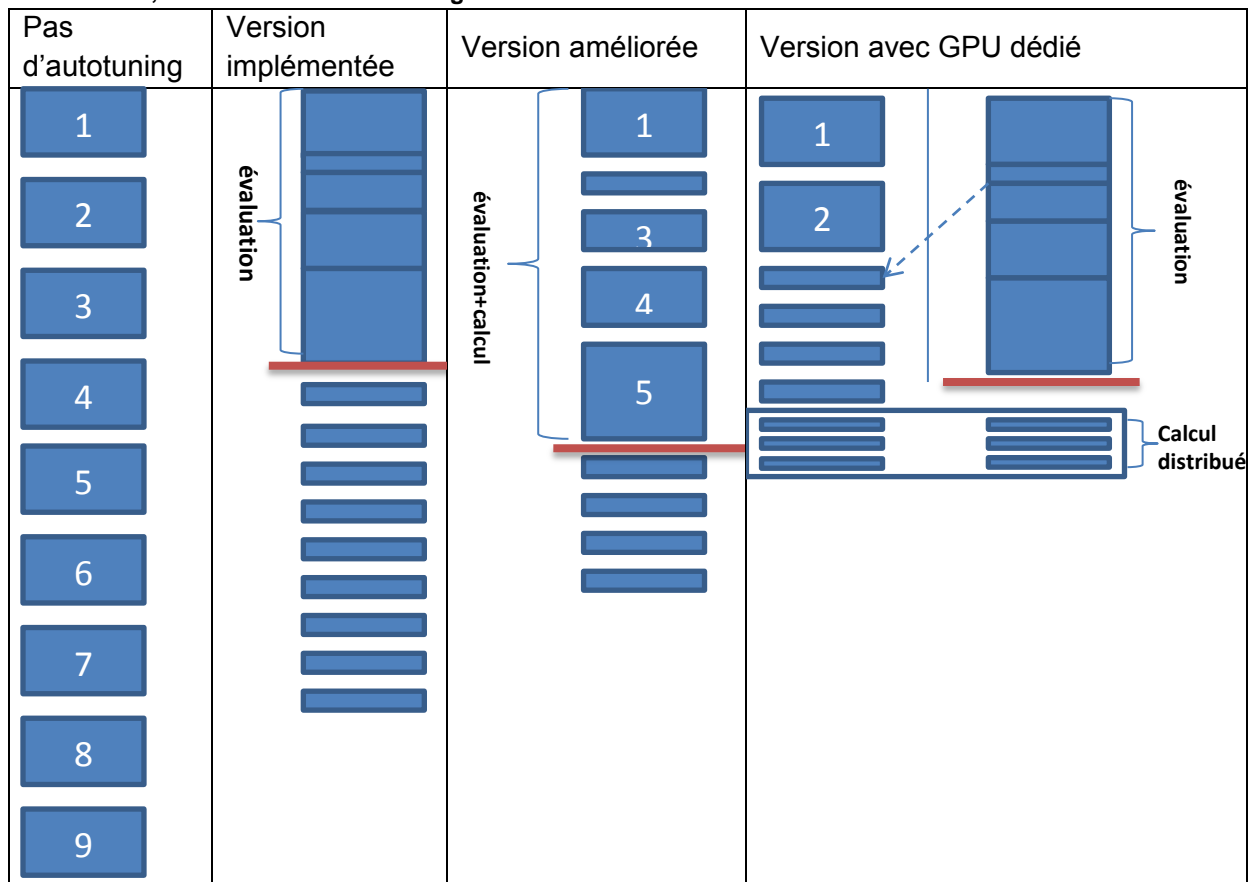 Pas
d'autotuning
Version
implémentée
Version améliorée
Version avec GPU dédié
1
2
3
4
5
6
7
8
9
évaluation
évaluation+calcul
1
3
4
5
1
2
évaluation
Calcul
distribué